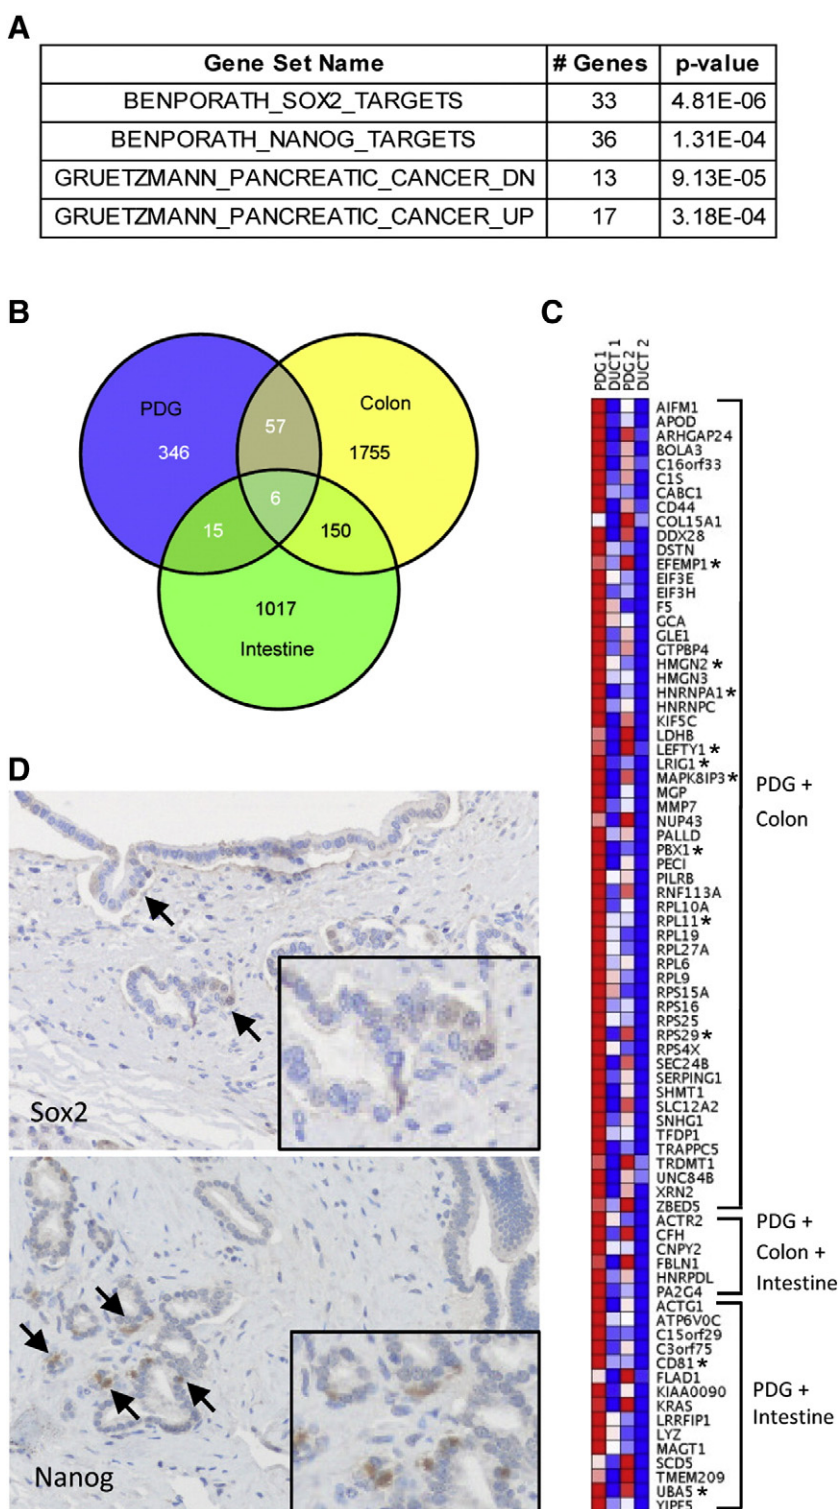 A
Gene Set Name # Genes p-value
BENPORATH_SOX2_TARGETS 33 4.81E-06
BENPORATH_NANOG_TARGETS 36 1.31E-04
GRUETZMANN_PANCREATIC_CANCER_DN 13 9.13E-05
GRUETZMANN_PANCREATIC_CANCER_UP 17 3.18E-04
B
PDG
346
57
Colon
1755
6
15
150
1017
Intestine
C
PDG 1
DUCT 1
PDG 2
DUCT 2
AIFM1
APOD
ARHGAP24
BOLA3
C16orf33
C1S
CABC1
CD44
COL15A1
DDX28
DSTN
EFEMP1 *
EIF3E
EIF3H
F5
GCA
GLE1
GTPBP4
HMGN2 *
HMGN3
HNRNPA1 *
HNRNPC
KIF5C
LDHB
LEFTY1 *
LRIG1 *
MAPK8IP3 *
MGP
MMP7
NUP43
PALLD
PBX1 *
PECI
PILRB
RNF113A
RPL10A
RPL11 *
RPL19
RPL27A
RPL6
RPL9
RPS15A
RPS16
RPS25
RPS29 *
RPS4X
SEC24B
SERPING1
SHMT1
SLC12A2
SNHG1
TFDP1
TRAPPC5
TRDMT1
UNC84B
XRN2
ZBED5
PDG +
Colon
ACTR2
CFH
CNPY2
FBLN1
HNRPDL
PA2G4
PDG +
Colon +
Intestine
ACTG1
ATP6V0C
C15orf29
C3orf75
CD81 *
FLAD1
KIAA0090
KRAS
LRRFIP1
LYZ
MAGT1
SCD5
TMEM209
UBA5 *
YIPF5
PDG +
Intestine
D
Sox2
Nanog